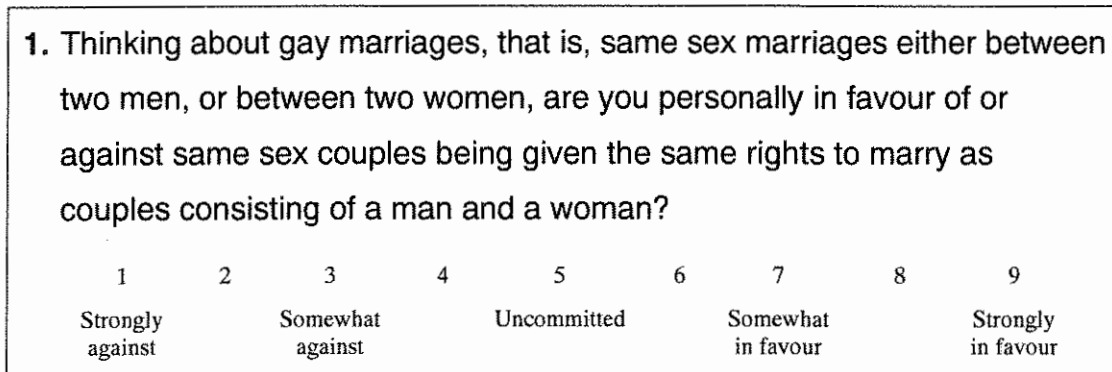 1. Thinking about gay marriages, that is, same sex marriages either between
two men, or between two women, are you personally in favour of or
against same sex couples being given the same rights to marry as
couples consisting of a man and a woman?
1 2 3 4 5 6 7 8 9
Strongly Somewhat Uncommitted Somewhat Strongly
against against in favour in favour